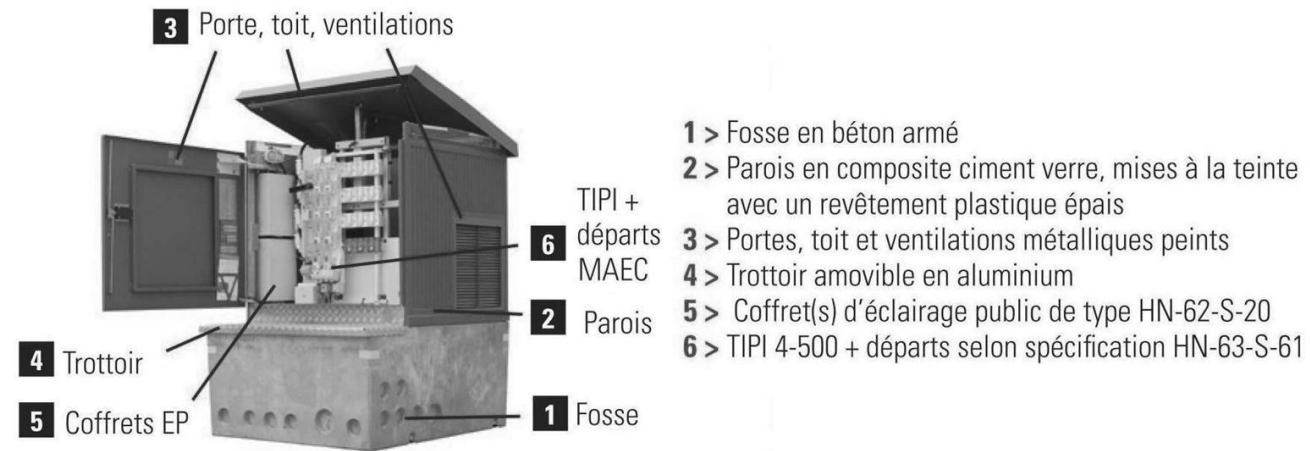 3 Porte, toit, ventilations
TIPI +
6 départs
MAEC
2 Parois
4 Trottoir
5 Coffrets EP
1 Fosse
1 > Fosse en béton armé
2 > Parois en composite ciment verre, mises à la teinte
avec un revêtement plastique épais
3 > Portes, toit et ventilations métalliques peints
4 > Trottoir amovible en aluminium
5 > Coffret(s) d'éclairage public de type HN-62-S-20
6 > TIPI 4-500 + départs selon spécification HN-63-S-61